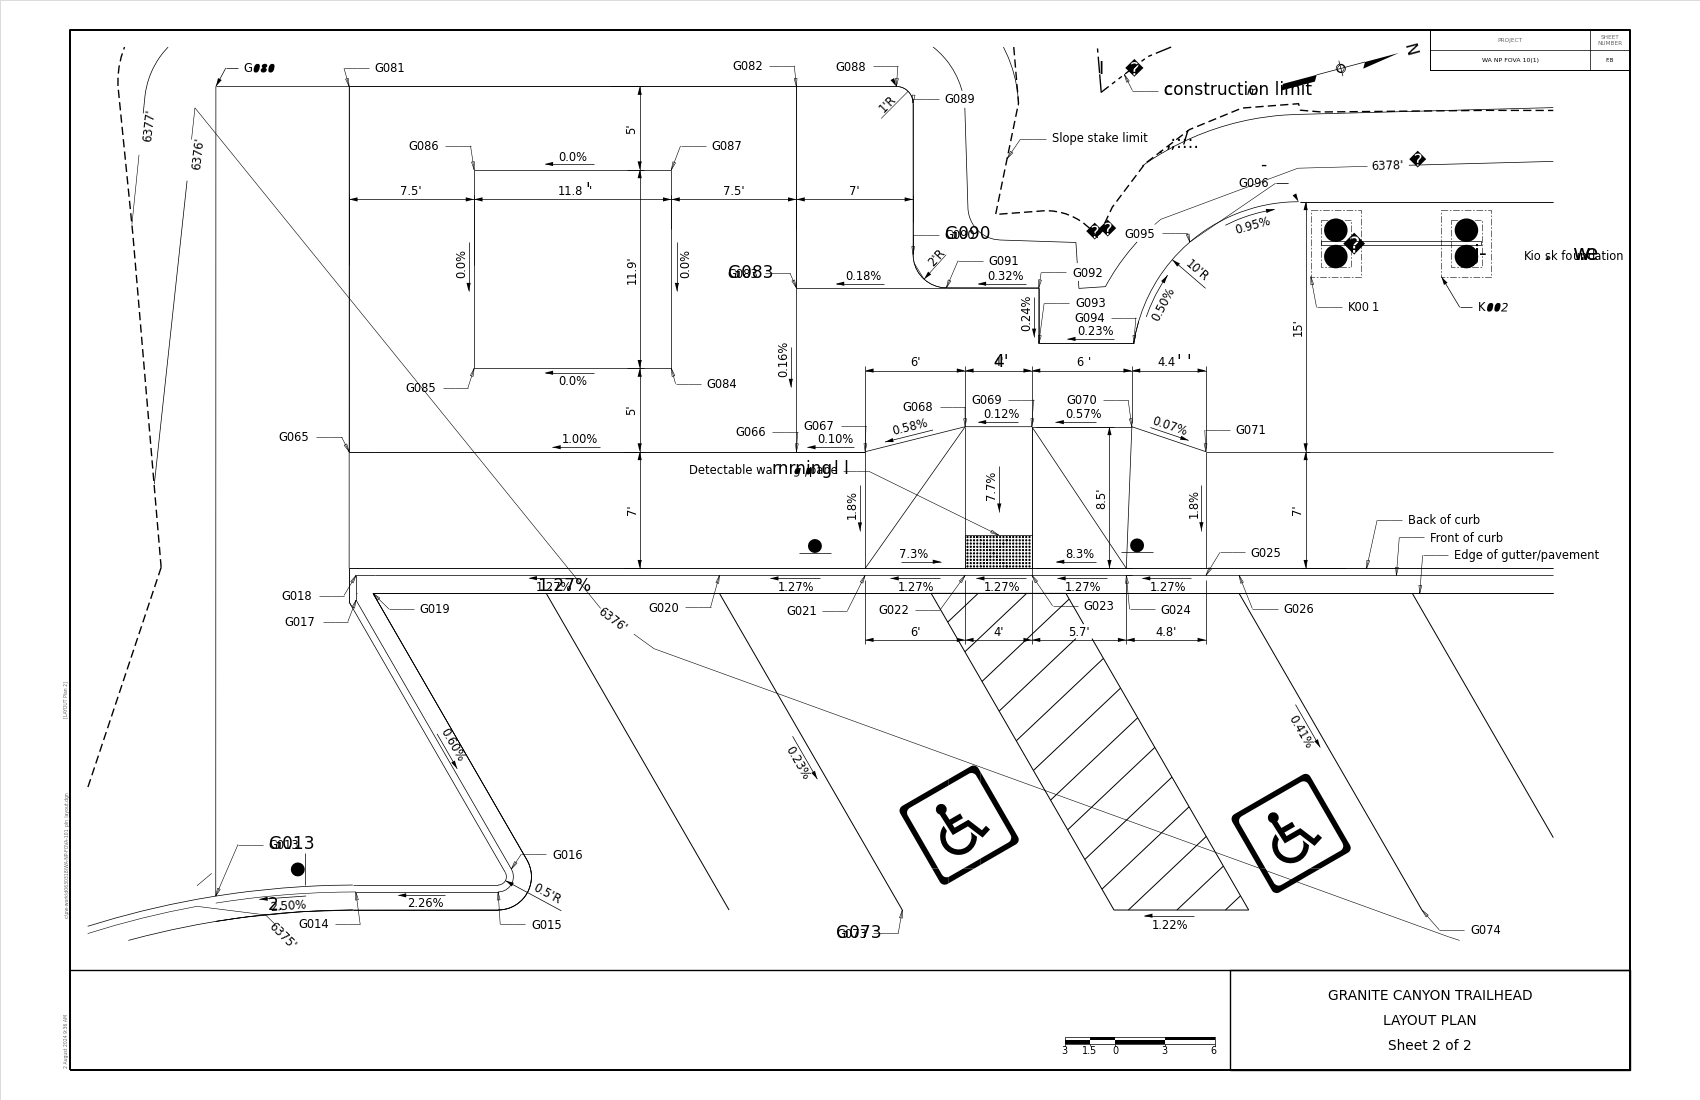 PROJECT
SHEET NUMBER
WA NP FOVA 10(1)
F.8
N
G081
G082
G088
G089
construction limit
1'R
6377'
6376'
5'
Slope stake limit
G086
G087
0.0%
6378'
G096
7.5'
11.8'
7.5'
7'
0.95%
G090
G095
2'R
0.0%
11.9'
0.0%
G083
0.18%
G091
0.32%
G092
10'R
Kiosk foundation
0.24%
G093
0.50%
K001
K002
G094
0.23%
15'
0.16%
6'
4'
6'
4.4'
0.0%
G085
G084
5'
G068
G069
G070
0.12%
0.57%
G065
1.00%
G066
G067
0.10%
0.58%
0.07%
G071
Detectable warning
7.7%
1.8%
8.5'
1.8%
7'
7'
Back of curb
Front of curb
Edge of gutter/pavement
7.3%
8.3%
G025
1.27%
1.27%
1.27%
1.27%
1.27%
1.27%
G018
G019
G017
G020
G021
G022
G023
G024
G026
6376'
6'
4'
5.7'
4.8'
0.60%
0.23%
0.41%
G013
G016
0.5'R
2.50%
2.26%
G014
G015
6375'
G073
1.22%
G074
GRANITE CANYON TRAILHEAD
LAYOUT PLAN
Sheet 2 of 2
3 1.5 0 3 6